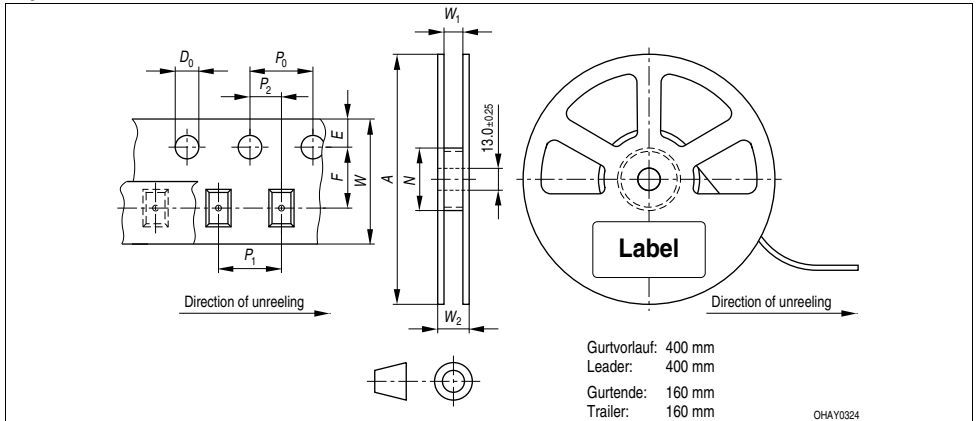 W1
D0
P0
P2
E
F
W
N
A
13.0±0.25
P1
W2
Label
Direction of unreeling
Direction of unreeling
Gurtvorlauf: 400 mm
Leader: 400 mm
Gurtende: 160 mm
Trailer: 160 mm
OHAY0324